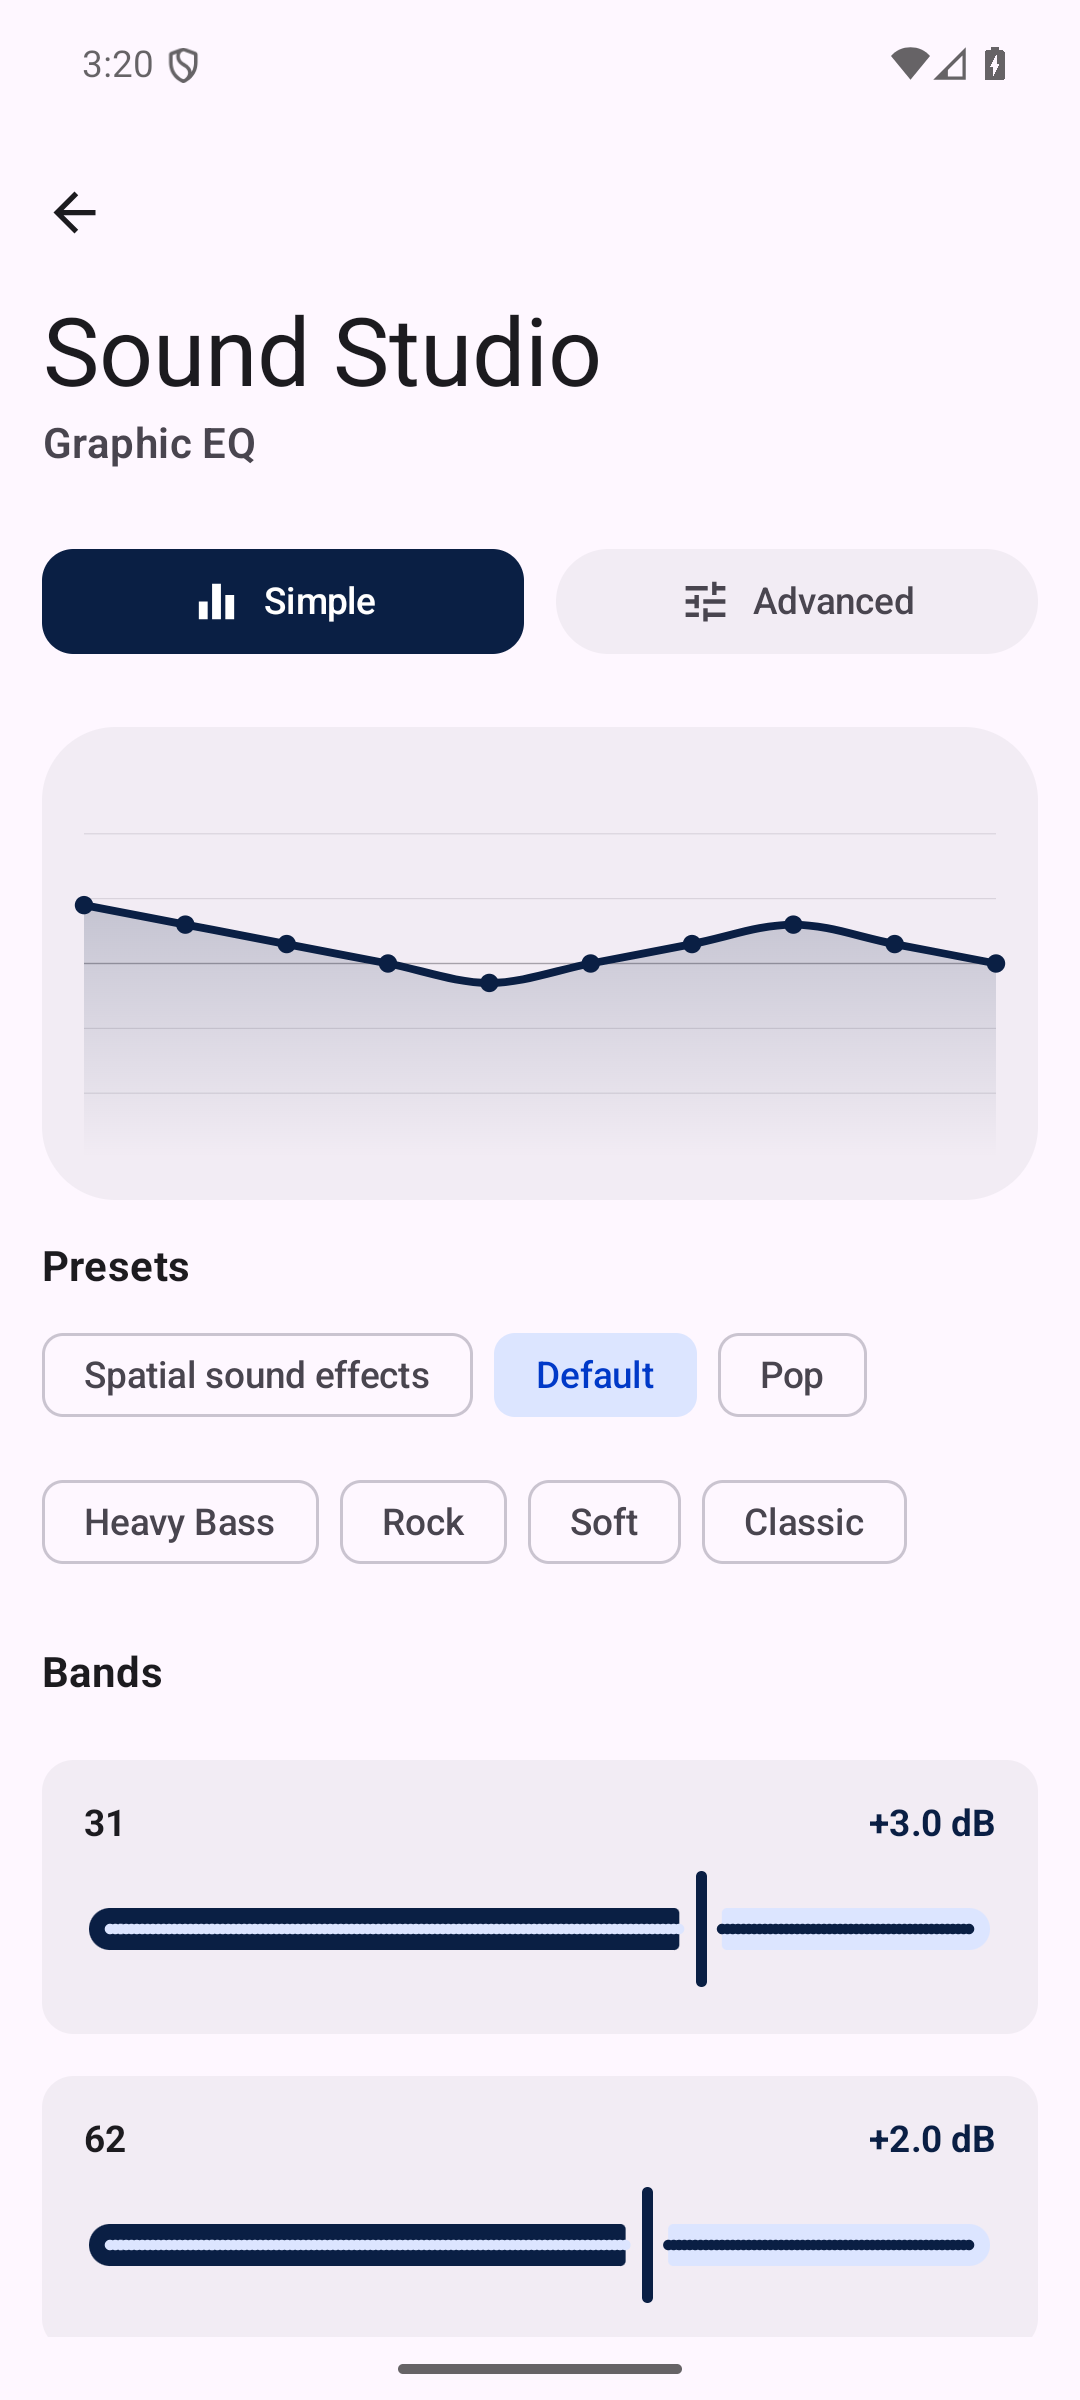 3:20
Sound Studio
Graphic EQ
Simple
Advanced
Presets
Spatial sound effects
Default
Pop
Heavy Bass
Rock
Soft
Classic
Bands
31
+3.0 dB
62
+2.0 dB